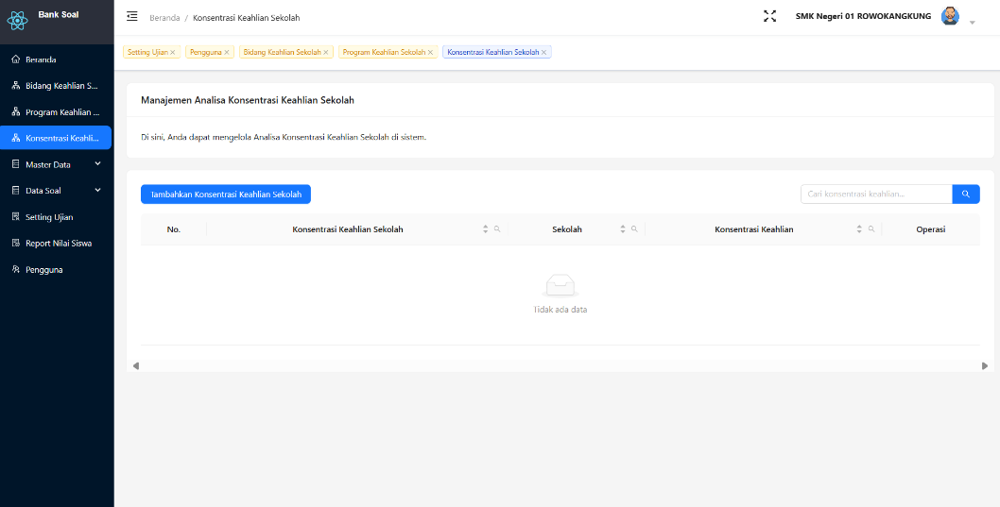 Bank Soal
Beranda / Konsentrasi Keahlian Sekolah
SMK Negeri 01 ROWOKANGKUNG
Setting Ujian
Pengguna
Bidang Keahlian Sekolah
Program Keahlian Sekolah
Konsentrasi Keahlian Sekolah
Beranda
Bidang Keahlian S...
Program Keahlian ...
Konsentrasi Keahli...
Master Data
Data Soal
Setting Ujian
Report Nilai Siswa
Pengguna
Manajemen Analisa Konsentrasi Keahlian Sekolah
Di sini, Anda dapat mengelola Analisa Konsentrasi Keahlian Sekolah di sistem.
Tambahkan Konsentrasi Keahlian Sekolah
Cari konsentrasi keahlian...
No.
Konsentrasi Keahlian Sekolah
Sekolah
Konsentrasi Keahlian
Operasi
Tidak ada data